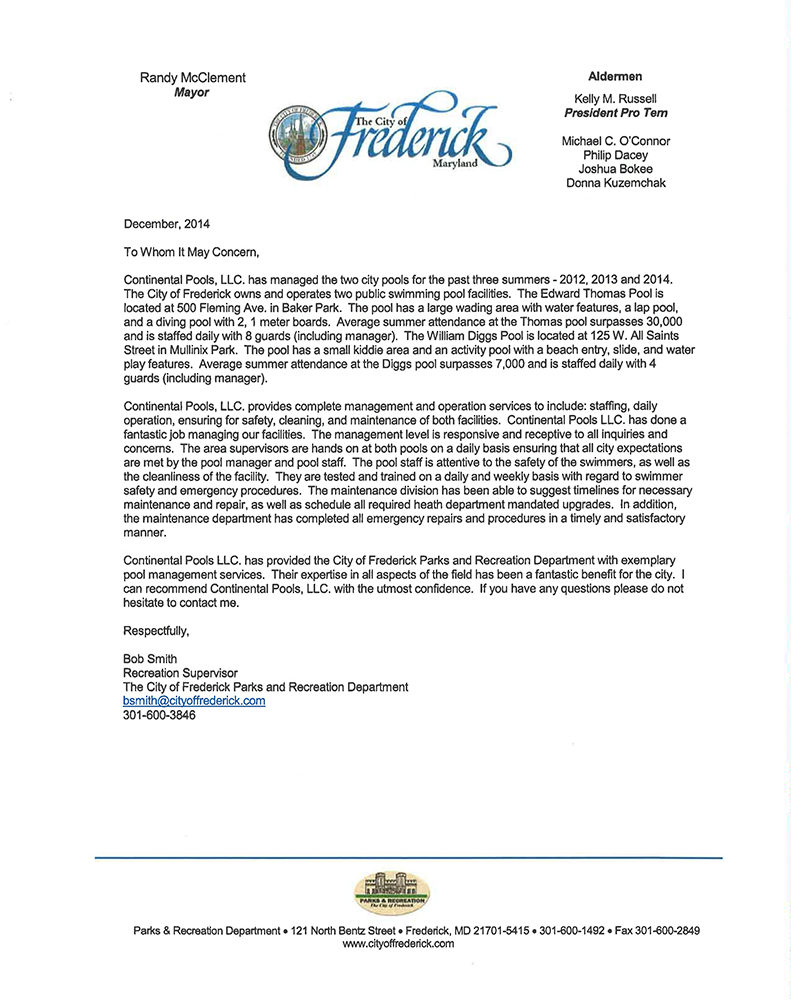 Randy McClement
Mayor
The City of
Frederick
Maryland
Aldermen
Kelly M. Russell
President Pro Tem
Michael C. O'Connor
Philip Dacey
Joshua Bokee
Donna Kuzemchak
December, 2014
To Whom It May Concern,
Continental Pools, LLC. has managed the two city pools for the past three summers - 2012, 2013 and 2014.
The City of Frederick owns and operates two public swimming pool facilities. The Edward Thomas Pool is
located at 500 Fleming Ave. in Baker Park. The pool has a large wading area with water features, a lap pool,
and a diving pool with 2, 1 meter boards. Average summer attendance at the Thomas pool surpasses 30,000
and is staffed daily with 8 guards (including manager). The William Diggs Pool is located at 125 W. All Saints
Street in Mullinix Park. The pool has a small kiddie area and an activity pool with a beach entry, slide, and water
play features. Average summer attendance at the Diggs pool surpasses 7,000 and is staffed daily with 4
guards (including manager).
Continental Pools, LLC. provides complete management and operation services to include: staffing, daily
operation, ensuring for safety, cleaning, and maintenance of both facilities. Continental Pools LLC. has done a
fantastic job managing our facilities. The management level is responsive and receptive to all inquiries and
concerns. The area supervisors are hands on at both pools on a daily basis ensuring that all city expectations
are met by the pool manager and pool staff. The pool staff is attentive to the safety of the swimmers, as well as
the cleanliness of the facility. They are tested and trained on a daily and weekly basis with regard to swimmer
safety and emergency procedures. The maintenance division has been able to suggest timelines for necessary
maintenance and repair, as well as schedule all required heath department mandated upgrades. In addition,
the maintenance department has completed all emergency repairs and procedures in a timely and satisfactory
manner.
Continental Pools LLC. has provided the City of Frederick Parks and Recreation Department with exemplary
pool management services. Their expertise in all aspects of the field has been a fantastic benefit for the city. I
can recommend Continental Pools, LLC. with the utmost confidence. If you have any questions please do not
hesitate to contact me.
Respectfully,
Bob Smith
Recreation Supervisor
The City of Frederick Parks and Recreation Department
bsmith@cityoffrederick.com
301-600-3846
PARKS & RECREATION
The City of Frederick
Parks & Recreation Department • 121 North Bentz Street • Frederick, MD 21701-5415 • 301-600-1492 • Fax 301-600-2849
www.cityoffrederick.com